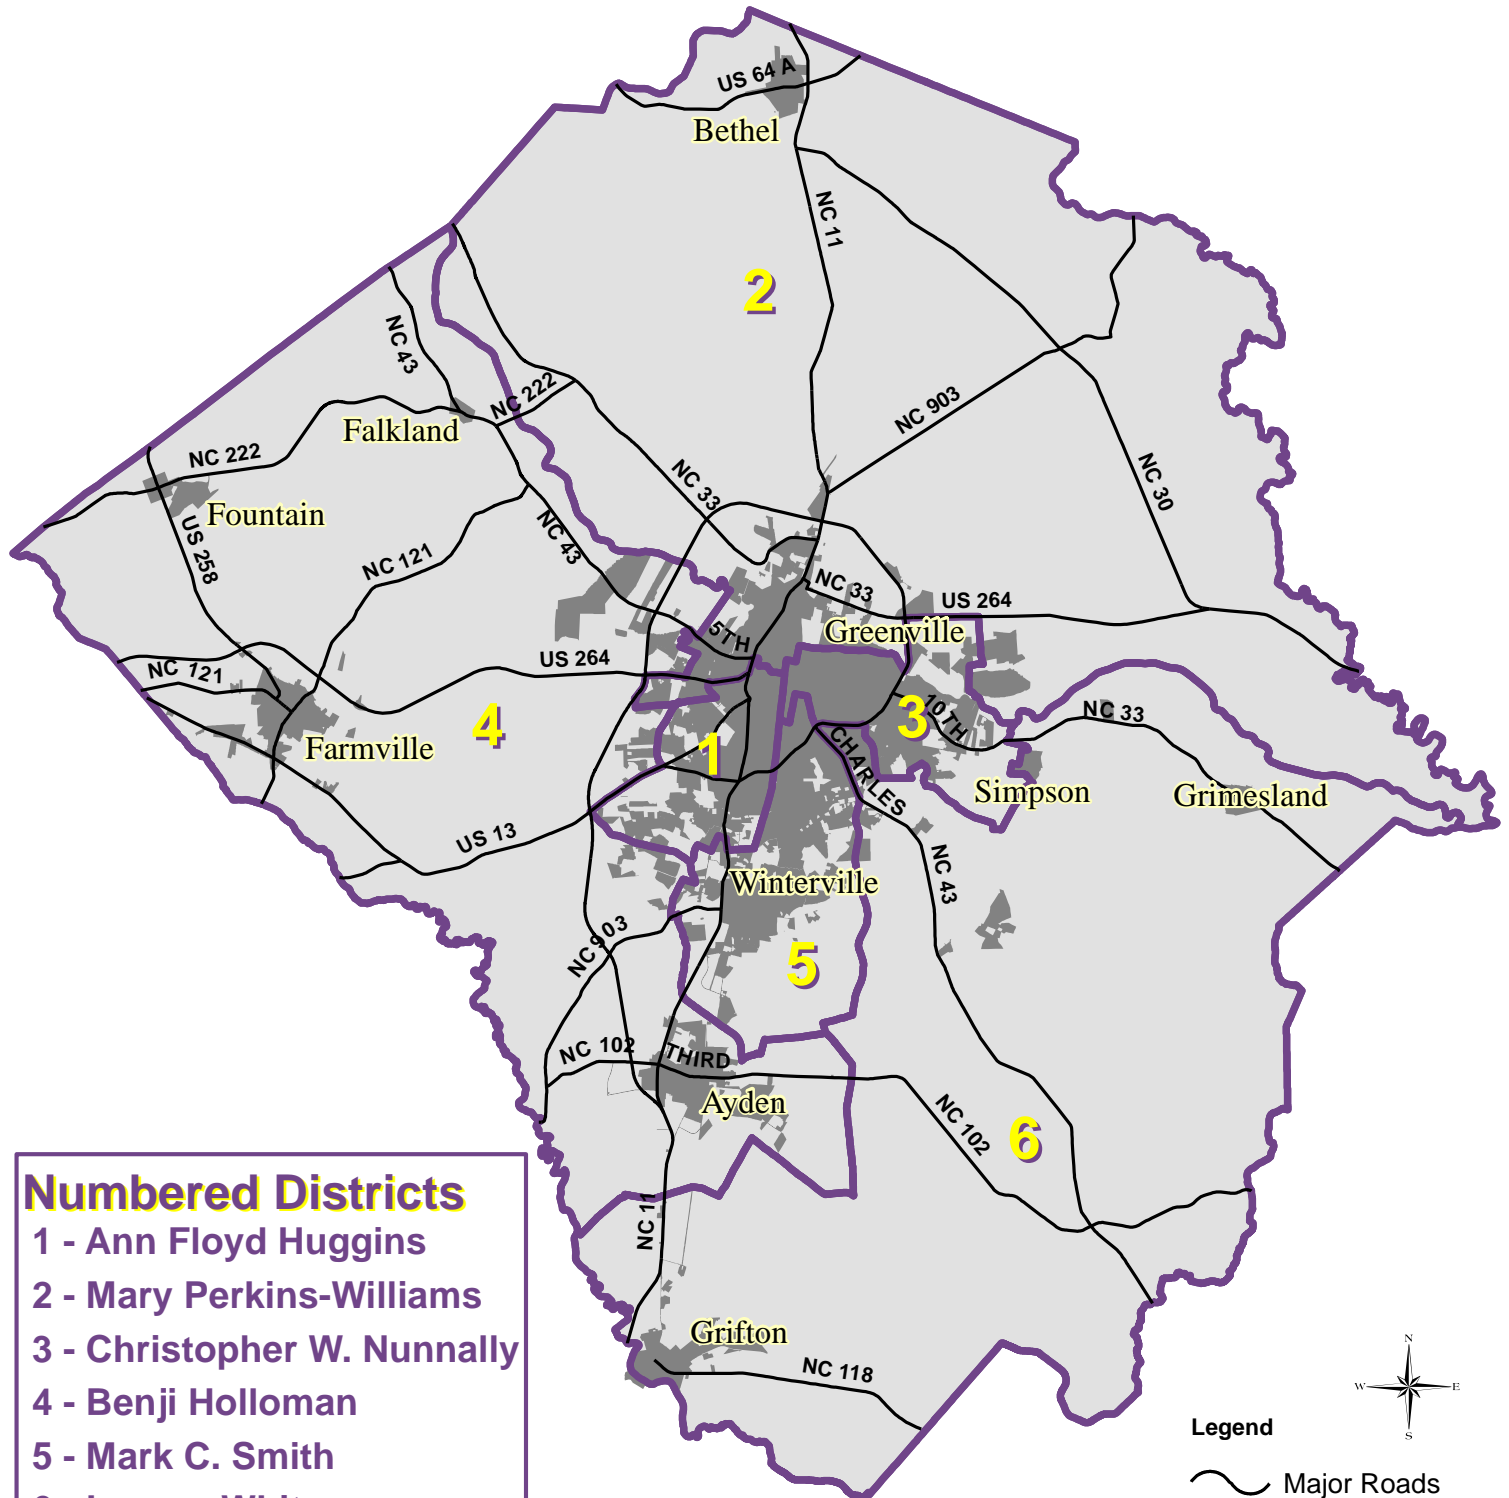 US 64 A
Bethel
NC 11
2
NC 43
NC 222
NC 903
Falkland
NC 222
NC 33
NC 30
Fountain
US 258
NC 43
NC 121
NC 33
US 264
Greenville
5TH
US 264
NC 121
4
3
10TH
NC 33
Farmville
1
CHARLES
Simpson
Grimesland
US 13
NC 43
Winterville
NC 903
5
NC 102
THIRD
Ayden
NC 102
6
NC 11
Grifton
NC 118
Numbered Districts
1 - Ann Floyd Huggins
2 - Mary Perkins-Williams
3 - Christopher W. Nunnally
4 - Benji Holloman
5 - Mark C. Smith
N
W
E
S
Legend
Major Roads